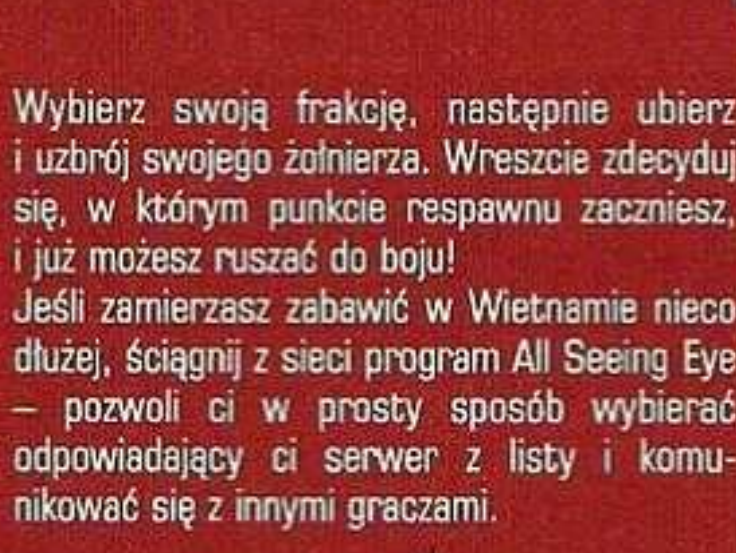 Wybierz swoją frakcję, następnie ubierz
i uzbrój swojego żołnierza. Wreszcie zdecyduj
się, w którym punkcie respawnu zaczniesz,
i już możesz ruszać do boju!
Jeśli zamierzasz zabawić w Wietnamie nieco
dłużej, ściągnij z sieci program All Seeing Eye
– pozwoli ci w prosty sposób wybierać
odpowiadający ci serwer z listy i komu-
nikować się z innymi graczami.